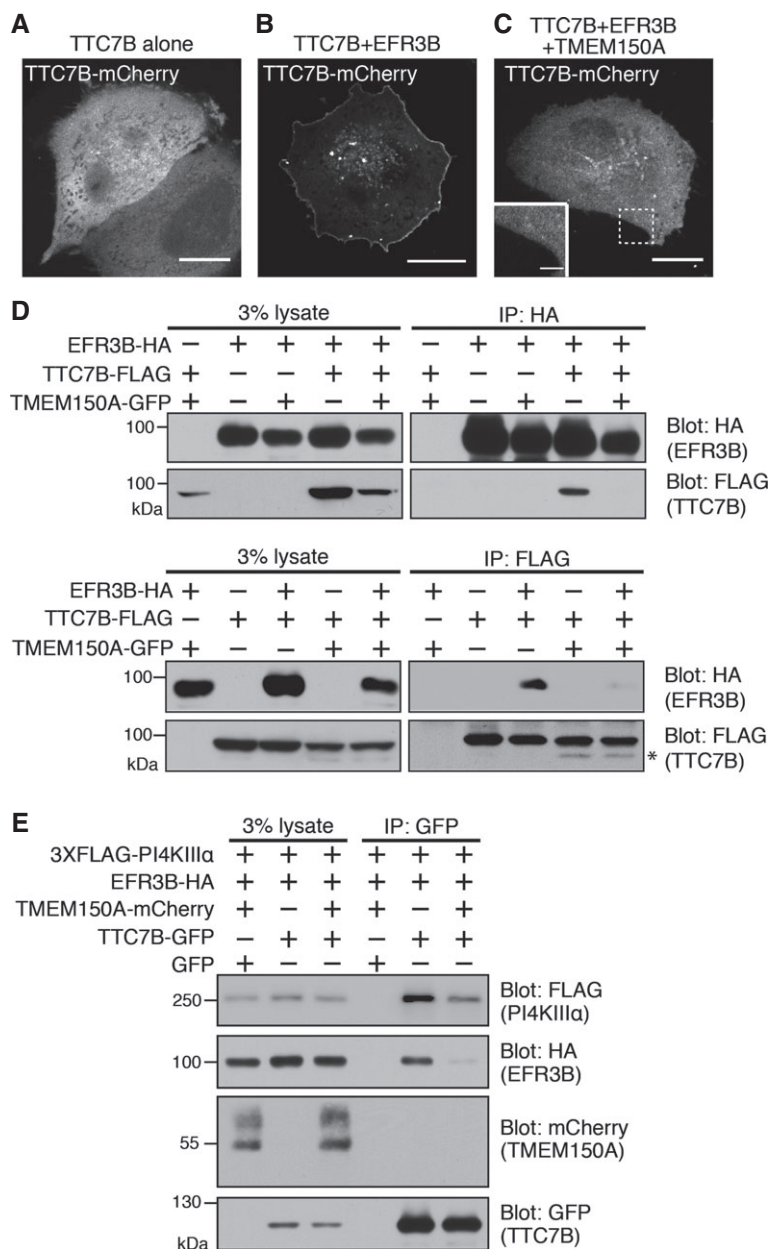 A
TTC7B alone
TTC7B-mCherry
B
TTC7B+EFR3B
TTC7B-mCherry
C
TTC7B+EFR3B
+TMEM150A
TTC7B-mCherry
D
3% lysate
IP: HA
EFR3B-HA − + + + + − + + + +
TTC7B-FLAG + − − + + + − − + +
TMEM150A-GFP + − + − + + − + − +
100
Blot: HA
(EFR3B)
100
kDa
Blot: FLAG
(TTC7B)
3% lysate
IP: FLAG
EFR3B-HA + − + − + + − + − +
TTC7B-FLAG − + + + + − + + + +
TMEM150A-GFP + − − + + + − − + +
100
Blot: HA
(EFR3B)
100
kDa
Blot: FLAG
* (TTC7B)
E
3% lysate
IP: GFP
3XFLAG-PI4KIIIα + + + + + +
EFR3B-HA + + + + + +
TMEM150A-mCherry + − + + − +
TTC7B-GFP − + + − + +
GFP + − − + − −
250
Blot: FLAG
(PI4KIIIα)
100
Blot: HA
(EFR3B)
55
Blot: mCherry
(TMEM150A)
130
kDa
Blot: GFP
(TTC7B)